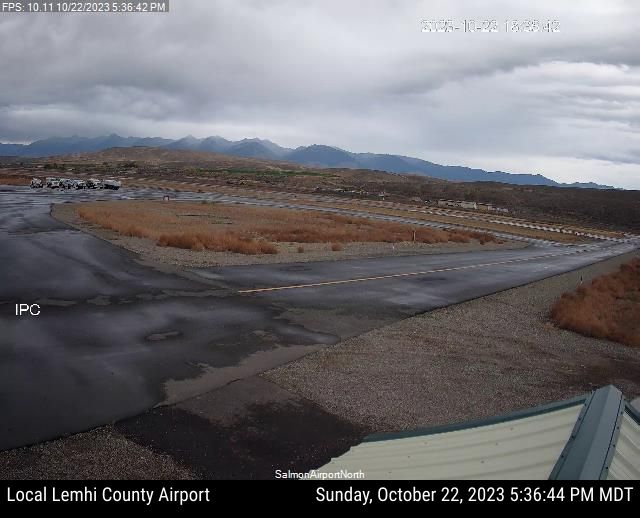 FPS: 10.11 10/22/2023 5:36:42 PM
IPC
SalmonAirportNorth
Local Lemhi County Airport
Sunday, October 22, 2023 5:36:44 PM MDT